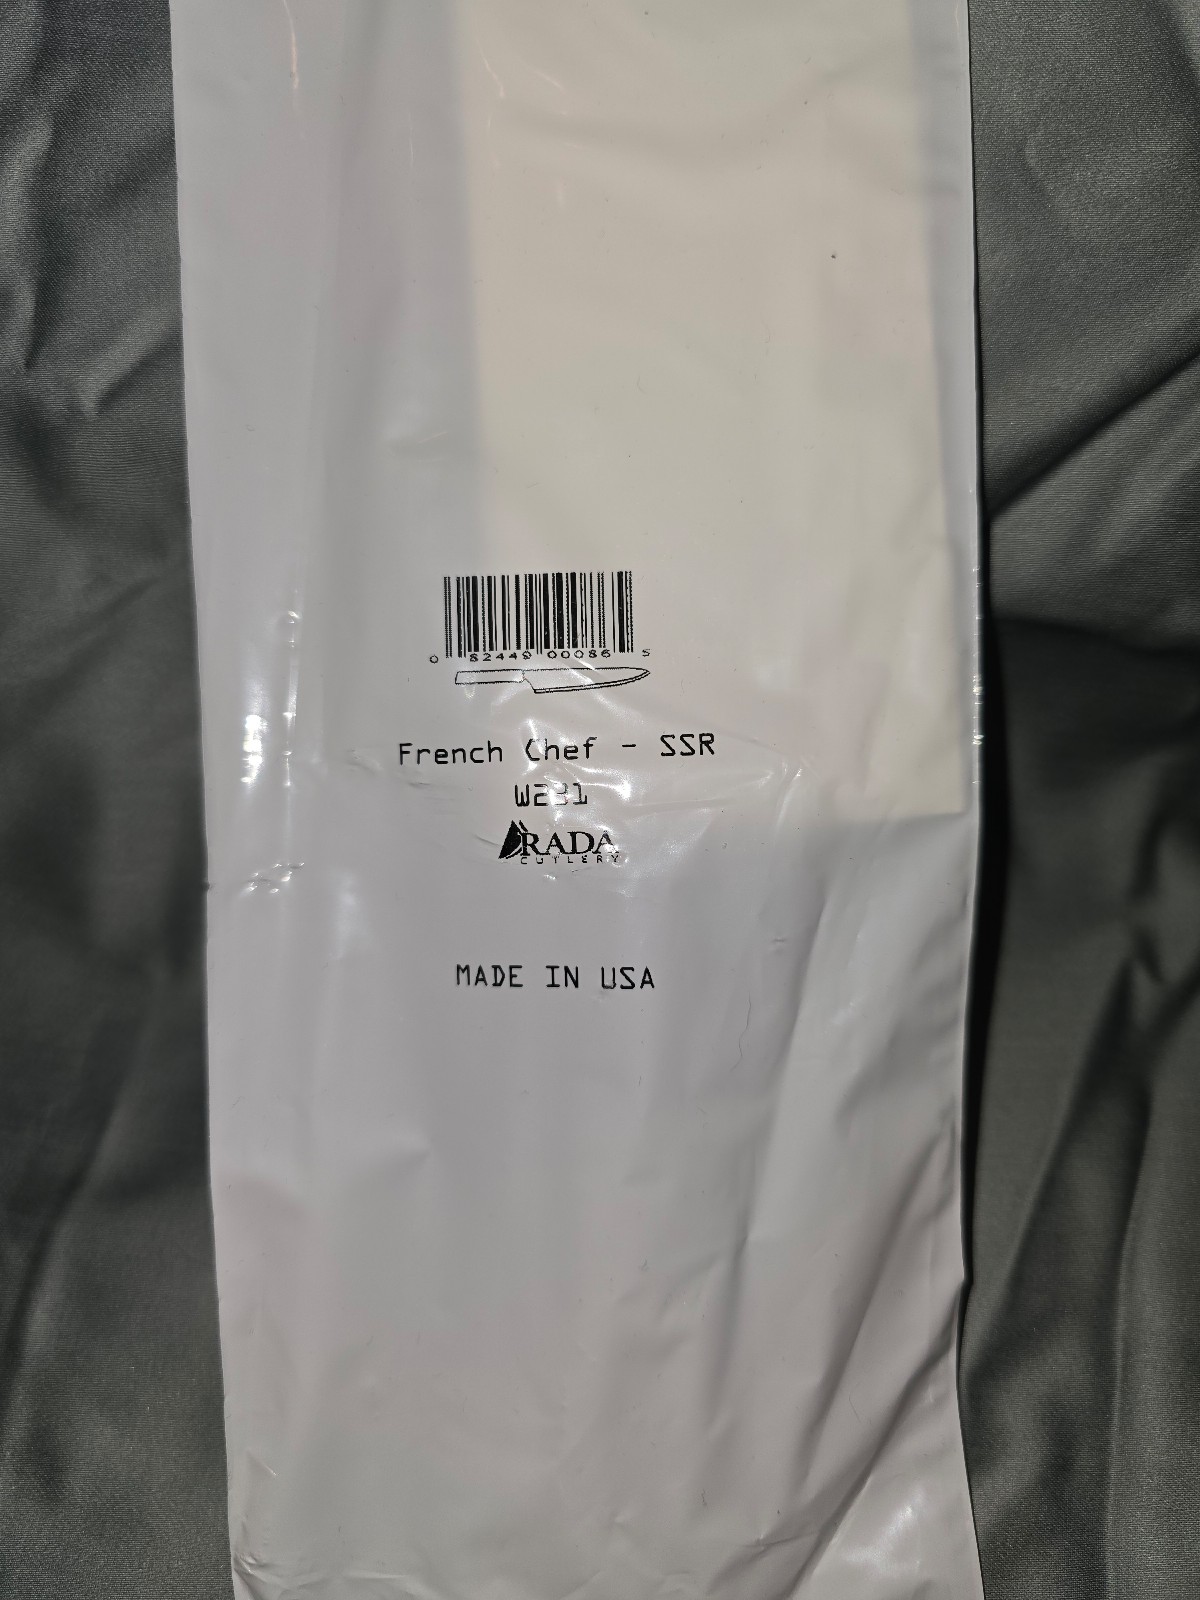 0 82449 00086 5
French Chef - SSR
W231
RADA
CUTLERY
MADE IN USA